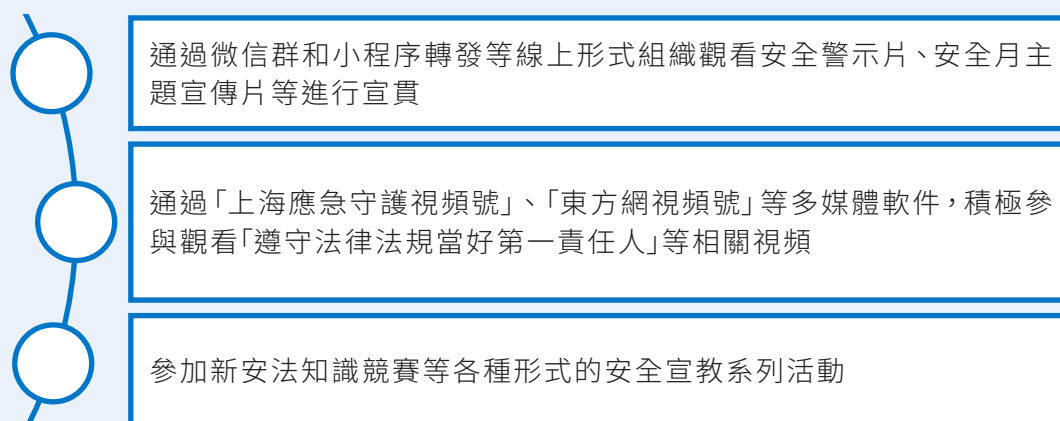 通過微信群和小程序轉發等線上形式組織觀看安全警示片、安全月主
題宣傳片等進行宣貫
通過「上海應急守護視頻號」、「東方網視頻號」等多媒體軟件，積極參
與觀看「遵守法律法規當好第一責任人」等相關視頻
參加新安法知識競賽等各種形式的安全宣教系列活動